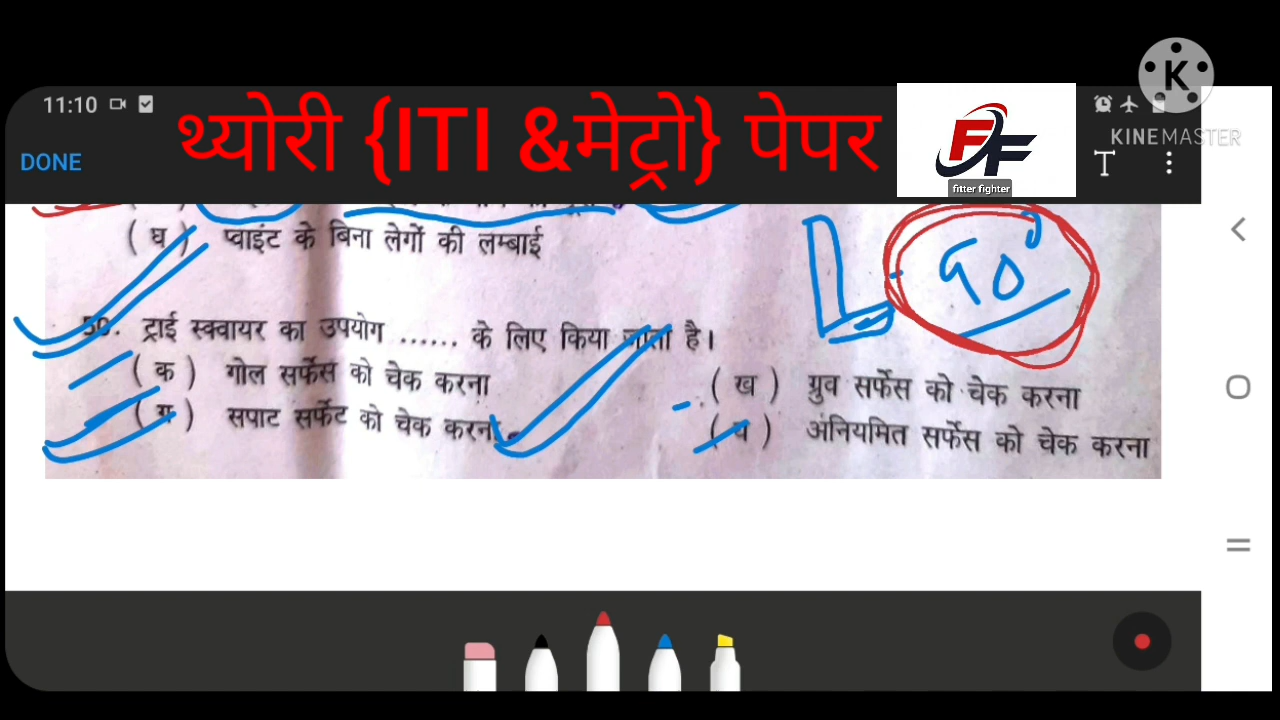 11:10
थ्योरी {ITI &मेट्रो} पेपर
DONE
FF
fitter fighter
K
KINEMASTER
T
( घ ) प्वाइंट के बिना लेगों की लम्बाई
90°
50. ट्राई स्क्वायर का उपयोग ...... के लिए किया जाता है।
( क ) गोल सर्फेस को चेक करना
( ख ) ग्रुव सर्फेस को चेक करना
( ग ) सपाट सर्फेट को चेक करना
( घ ) अनियमित सर्फेस को चेक करना